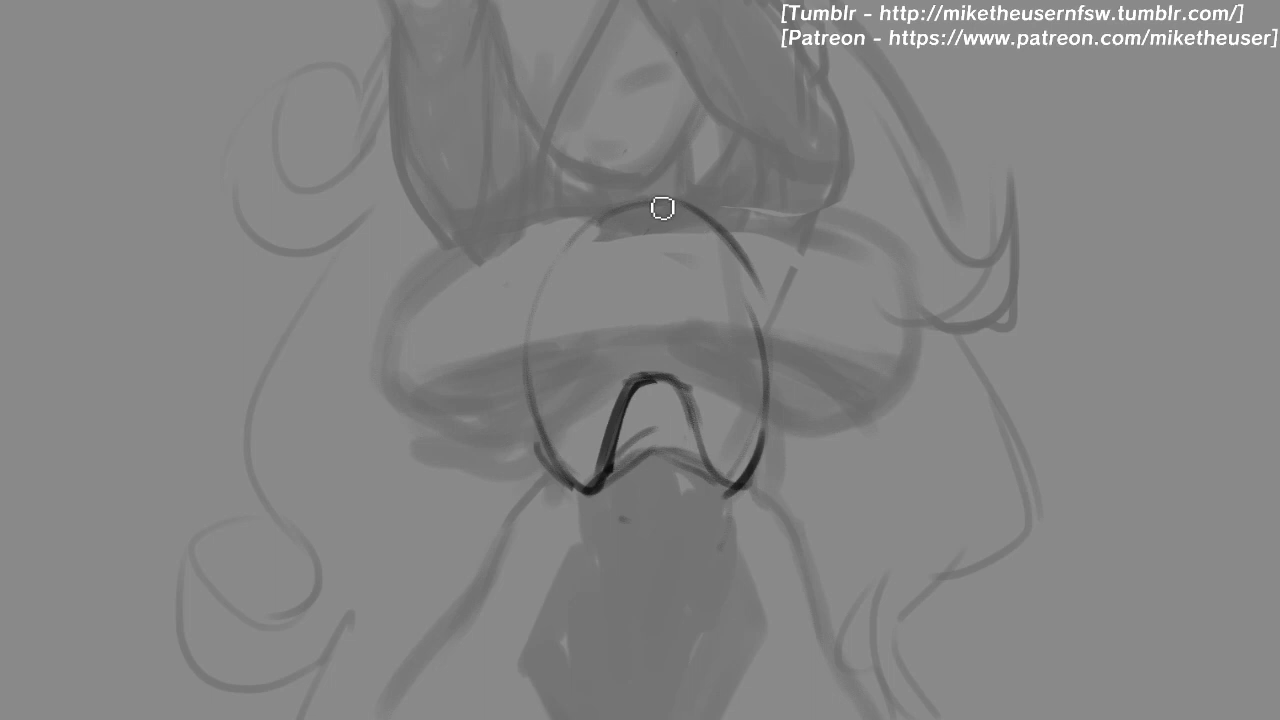 [Tumblr - http://miketheusernfsw.tumblr.com/]
[Patreon - https://www.patreon.com/miketheuser]